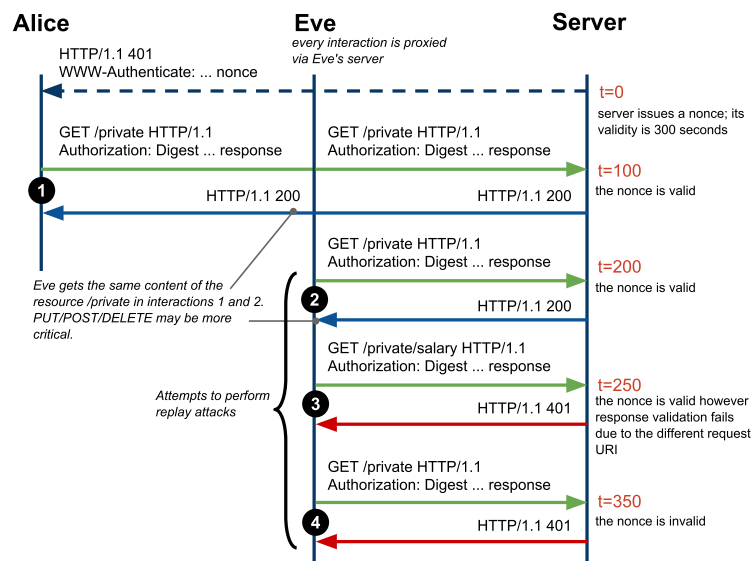 Alice
Eve
Server
every interaction is proxied
via Eve's server
HTTP/1.1 401
WWW-Authenticate: ... nonce
t=0
server issues a nonce; its
validity is 300 seconds
GET /private HTTP/1.1
Authorization: Digest ... response
GET /private HTTP/1.1
Authorization: Digest ... response
t=100
the nonce is valid
1
HTTP/1.1 200
HTTP/1.1 200
GET /private HTTP/1.1
Authorization: Digest ... response
t=200
the nonce is valid
Eve gets the same content of the
resource /private in interactions 1 and 2.
PUT/POST/DELETE may be more
critical.
2
HTTP/1.1 200
GET /private/salary HTTP/1.1
Authorization: Digest ... response
t=250
the nonce is valid however
response validation fails
due to the different request
URI
Attempts to perform
replay attacks
3
HTTP/1.1 401
GET /private HTTP/1.1
Authorization: Digest ... response
t=350
the nonce is invalid
4
HTTP/1.1 401